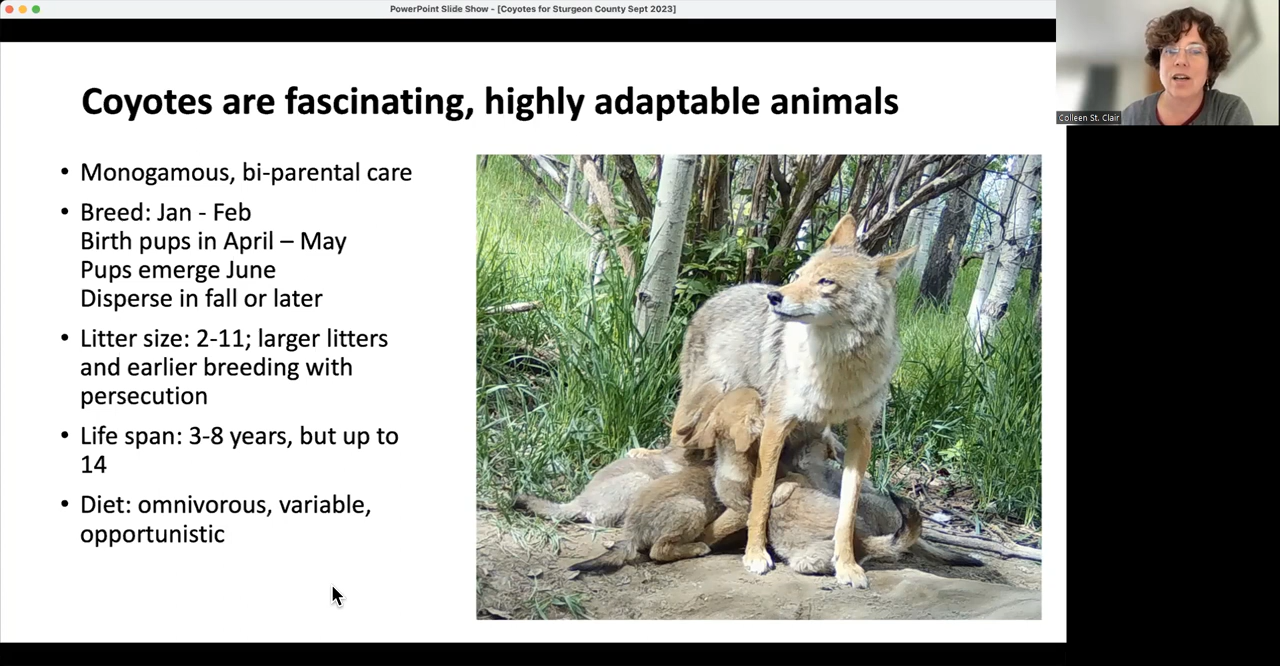 PowerPoint Slide Show - [Coyotes for Sturgeon County Sept 2023]
Coyotes are fascinating, highly adaptable animals
• Monogamous, bi-parental care
• Breed: Jan - Feb
Birth pups in April – May
Pups emerge June
Disperse in fall or later
• Litter size: 2-11; larger litters
and earlier breeding with
persecution
• Life span: 3-8 years, but up to
14
• Diet: omnivorous, variable,
opportunistic
Colleen St. Clair